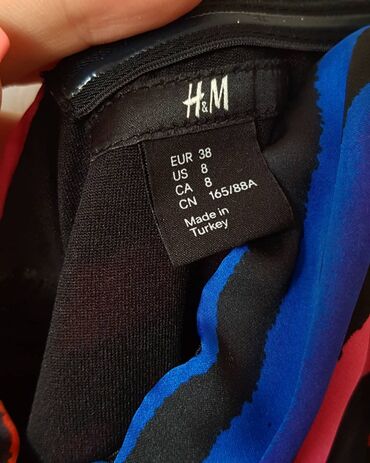 H&M
EUR 38
US 8
CA 8
CN 165/88A
Made in
Turkey